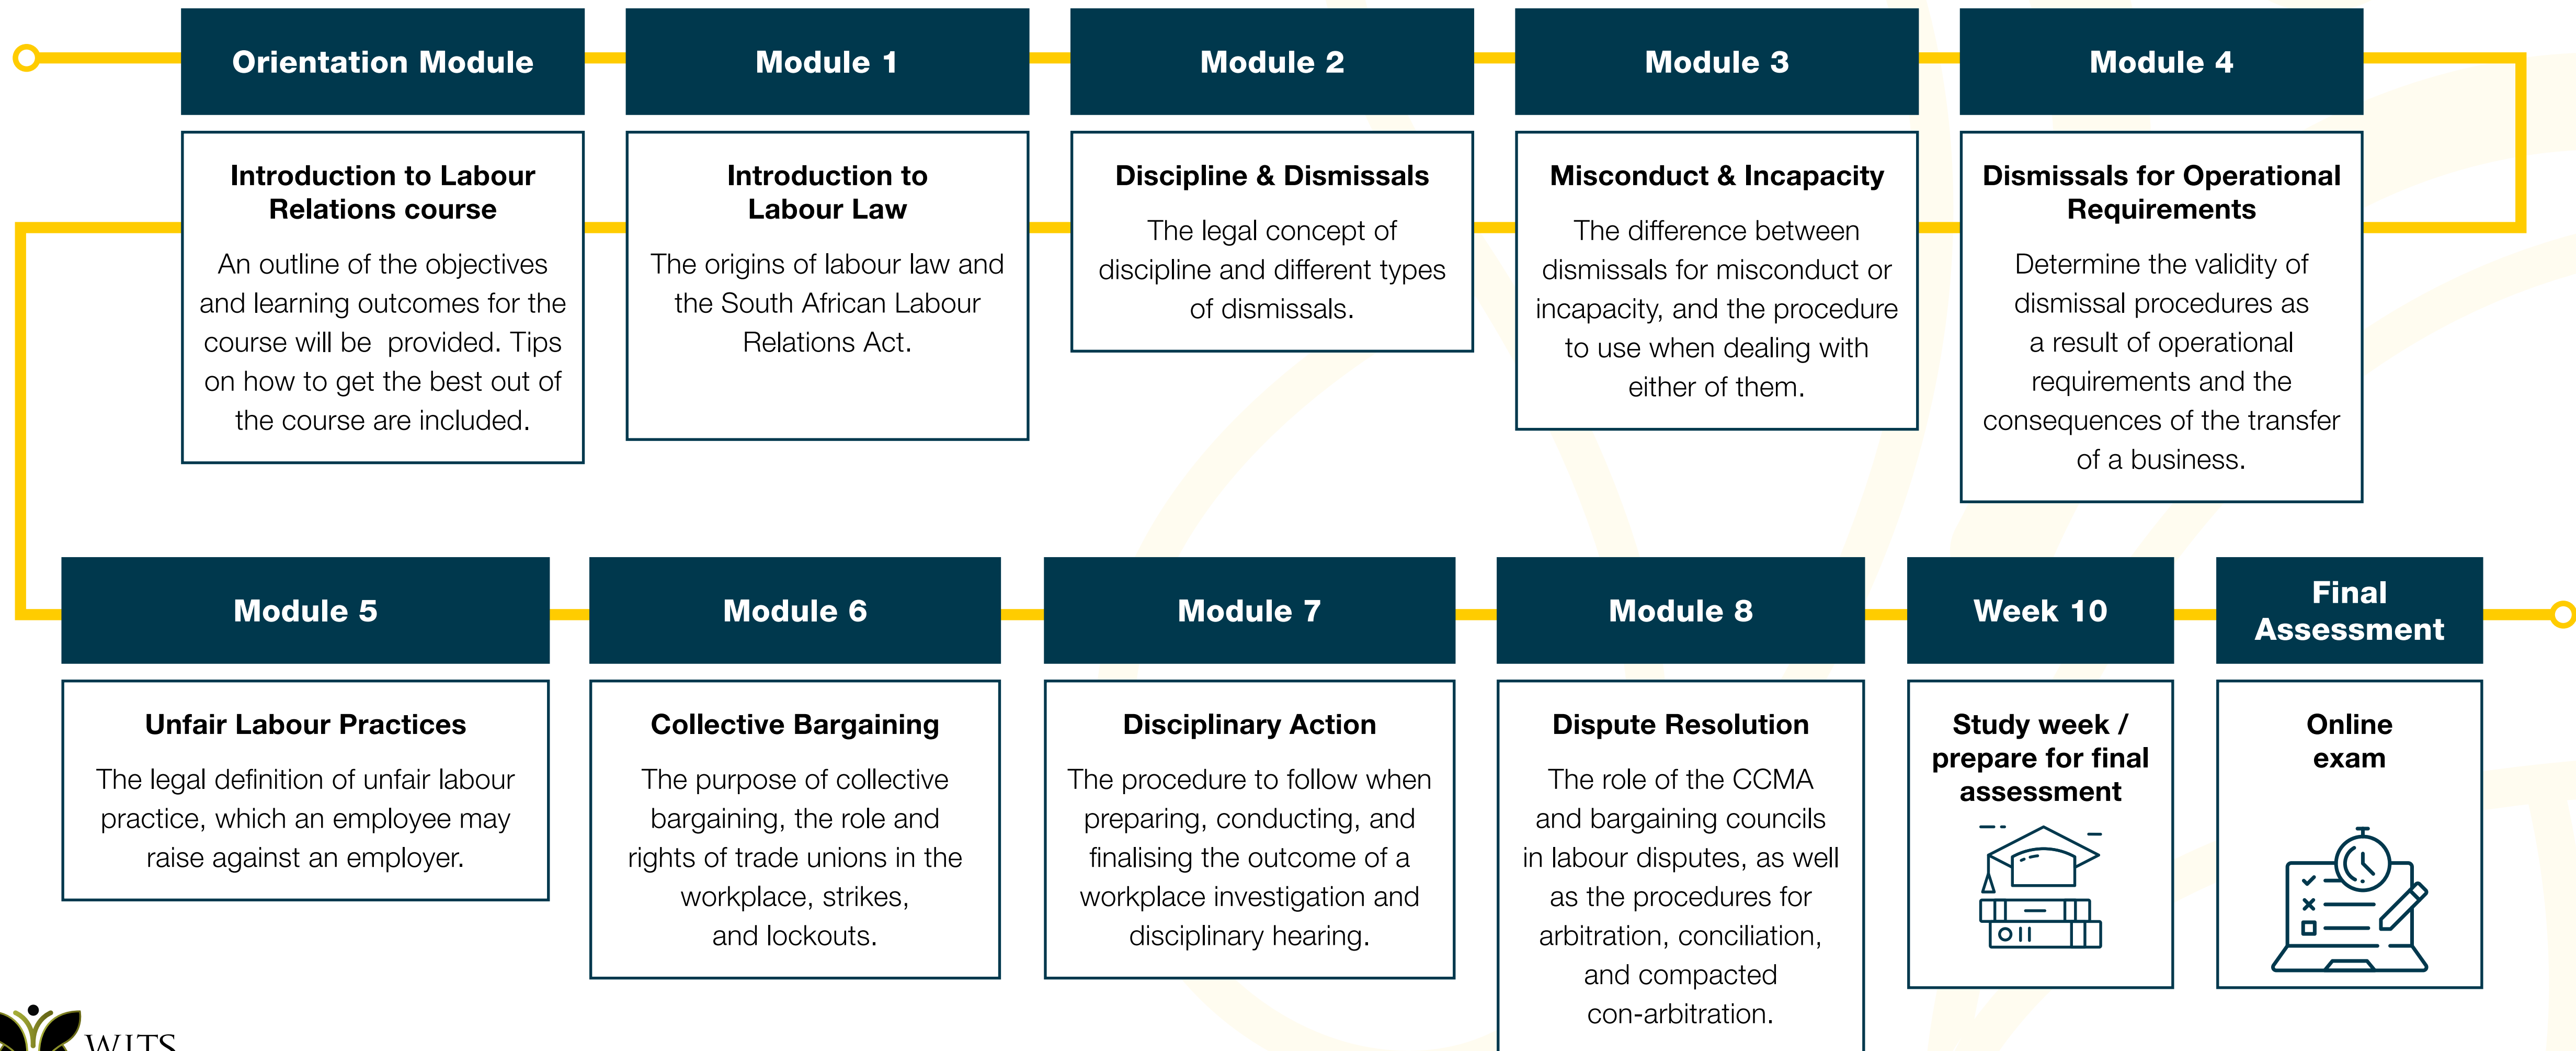 Orientation Module
Introduction to Labour
Relations course
An outline of the objectives
and learning outcomes for the
course will be  provided. Tips
on how to get the best out of
the course are included.
Module 1
Introduction to
Labour Law
The origins of labour law and
the South African Labour
Relations Act.
Module 2
Discipline & Dismissals
The legal concept of
discipline and different types
of dismissals.
Module 3
Misconduct & Incapacity
The difference between
dismissals for misconduct or
incapacity, and the procedure
to use when dealing with
either of them.
Module 4
Dismissals for Operational
Requirements
Determine the validity of
dismissal procedures as
a result of operational
requirements and the
consequences of the transfer
of a business.
Module 5
Unfair Labour Practices
The legal definition of unfair labour
practice, which an employee may
raise against an employer.
Module 6
Collective Bargaining
The purpose of collective
bargaining, the role and
rights of trade unions in the
workplace, strikes,
and lockouts.
Module 7
Disciplinary Action
The procedure to follow when
preparing, conducting, and
finalising the outcome of a
workplace investigation and
disciplinary hearing.
Module 8
Dispute Resolution
The role of the CCMA
and bargaining councils
in labour disputes, as well
as the procedures for
arbitration, conciliation,
and compacted
con-arbitration.
Week 10
Study week /
prepare for final
assessment
Final
Assessment
Online
exam
WITS